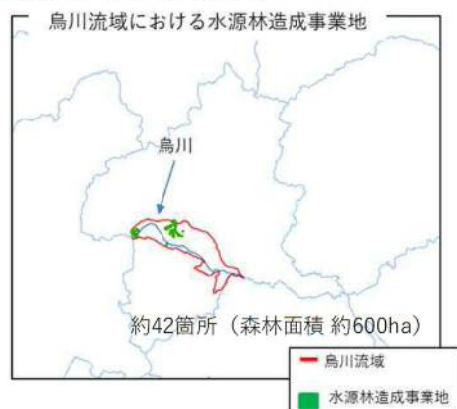 烏川流域における水源林造成事業地
烏川
約42箇所（森林面積 約600ha）
烏川流域
水源林造成事業地